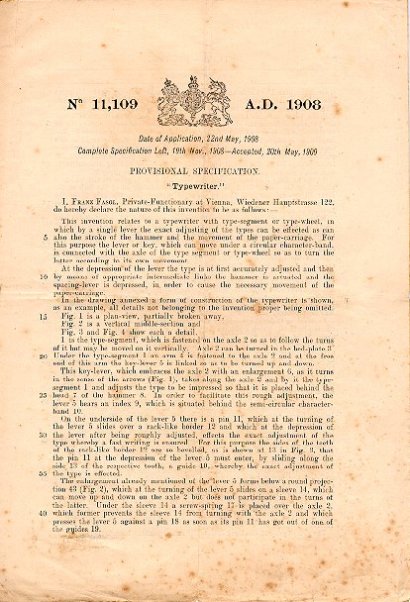 Nº 11,109 A.D. 1908
Date of Application, 22nd May, 1908
Complete Specification Left, 19th Nov., 1908—Accepted, 20th May, 1909
PROVISIONAL SPECIFICATION.
"Typewriter."
I, FRANZ FASOL, Private-Functionary at Vienna, Wiedener Hauptstrasse 122,
do hereby declare the nature of this invention to be as follows:—
This invention relates to a typewriter with type-segment or type-wheel, in
which by a single lever the exact adjusting of the types can be effected as can
5 also the stroke of the hammer and the movement of the paper-carriage. For
this purpose the lever or key, which can move under a circular character-band,
is connected with the axle of the type segment or type-wheel so as to turn the
latter according to its own movement.
At the depression of the lever the type is at first accurately adjusted and then
10 by means of appropriate intermediate links the hammer is actuated and the
spacing-lever is depressed, in order to cause the necessary movement of the
paper-carriage.
In the drawing annexed a form of construction of the typewriter is shown,
as an example, all details not belonging to the invention proper being omitted.
15 Fig. 1 is a plan-view, partially broken away,
Fig. 2 is a vertical middle-section and
Fig. 3 and Fig. 4 show each a detail.
1 is the type-segment, which is fastened on the axle 2 so as to follow the turns
of it but may be moved on it vertically. Axle 2 can be turned in the bed-plate 3.
20 Under the type-segment 1 an arm 4 is fastened to the axle 2 and at the free
end of this arm the key-lever 5 is linked so as to be turned up and down.
This key-lever, which embraces the axle 2 with an enlargement 6, as it turns
in the sense of the arrows (Fig. 1), takes along the axle 2 and by it the type-
segment 1 and adjusts the type to be impressed so that it is placed behind the
25 head 7 of the hammer 8. In order to facilitate this rough adjustment, the
lever 5 bears an index 9, which is situated behind the semi-circular character-
band 10.
On the underside of the lever 5 there is a pin 11, which at the turning of
the lever 5 slides over a rack-like border 12 and which at the depression of
30 the lever after being roughly adjusted, effects the exact adjustment of the
type whereby a fast writing is ensured. For this purpose the sides of the teeth
of the rack-like border 12 are so bevelled, as is shown at 13 in Fig. 3, that
the pin 11 at the depression of the lever 5 must enter, by sliding along the
side 13 of the respective tooth, a guide 10, whereby the exact adjustment of
35 the type is effected.
The enlargement already mentioned of the lever 5 forms below a round projec-
tion 43 (Fig. 2), which at the turning of the lever 5 slides on a sleeve 14, which
can move up and down on the axle 2 but does not participate in the turns of
the latter. Under the sleeve 14 a screw-spring 17 is placed over the axle 2,
40 which former prevents the sleeve 14 from turning with the axle 2 and which
presses the lever 5 against a pin 18 as soon as its pin 11 has got out of one of
the guides 19.